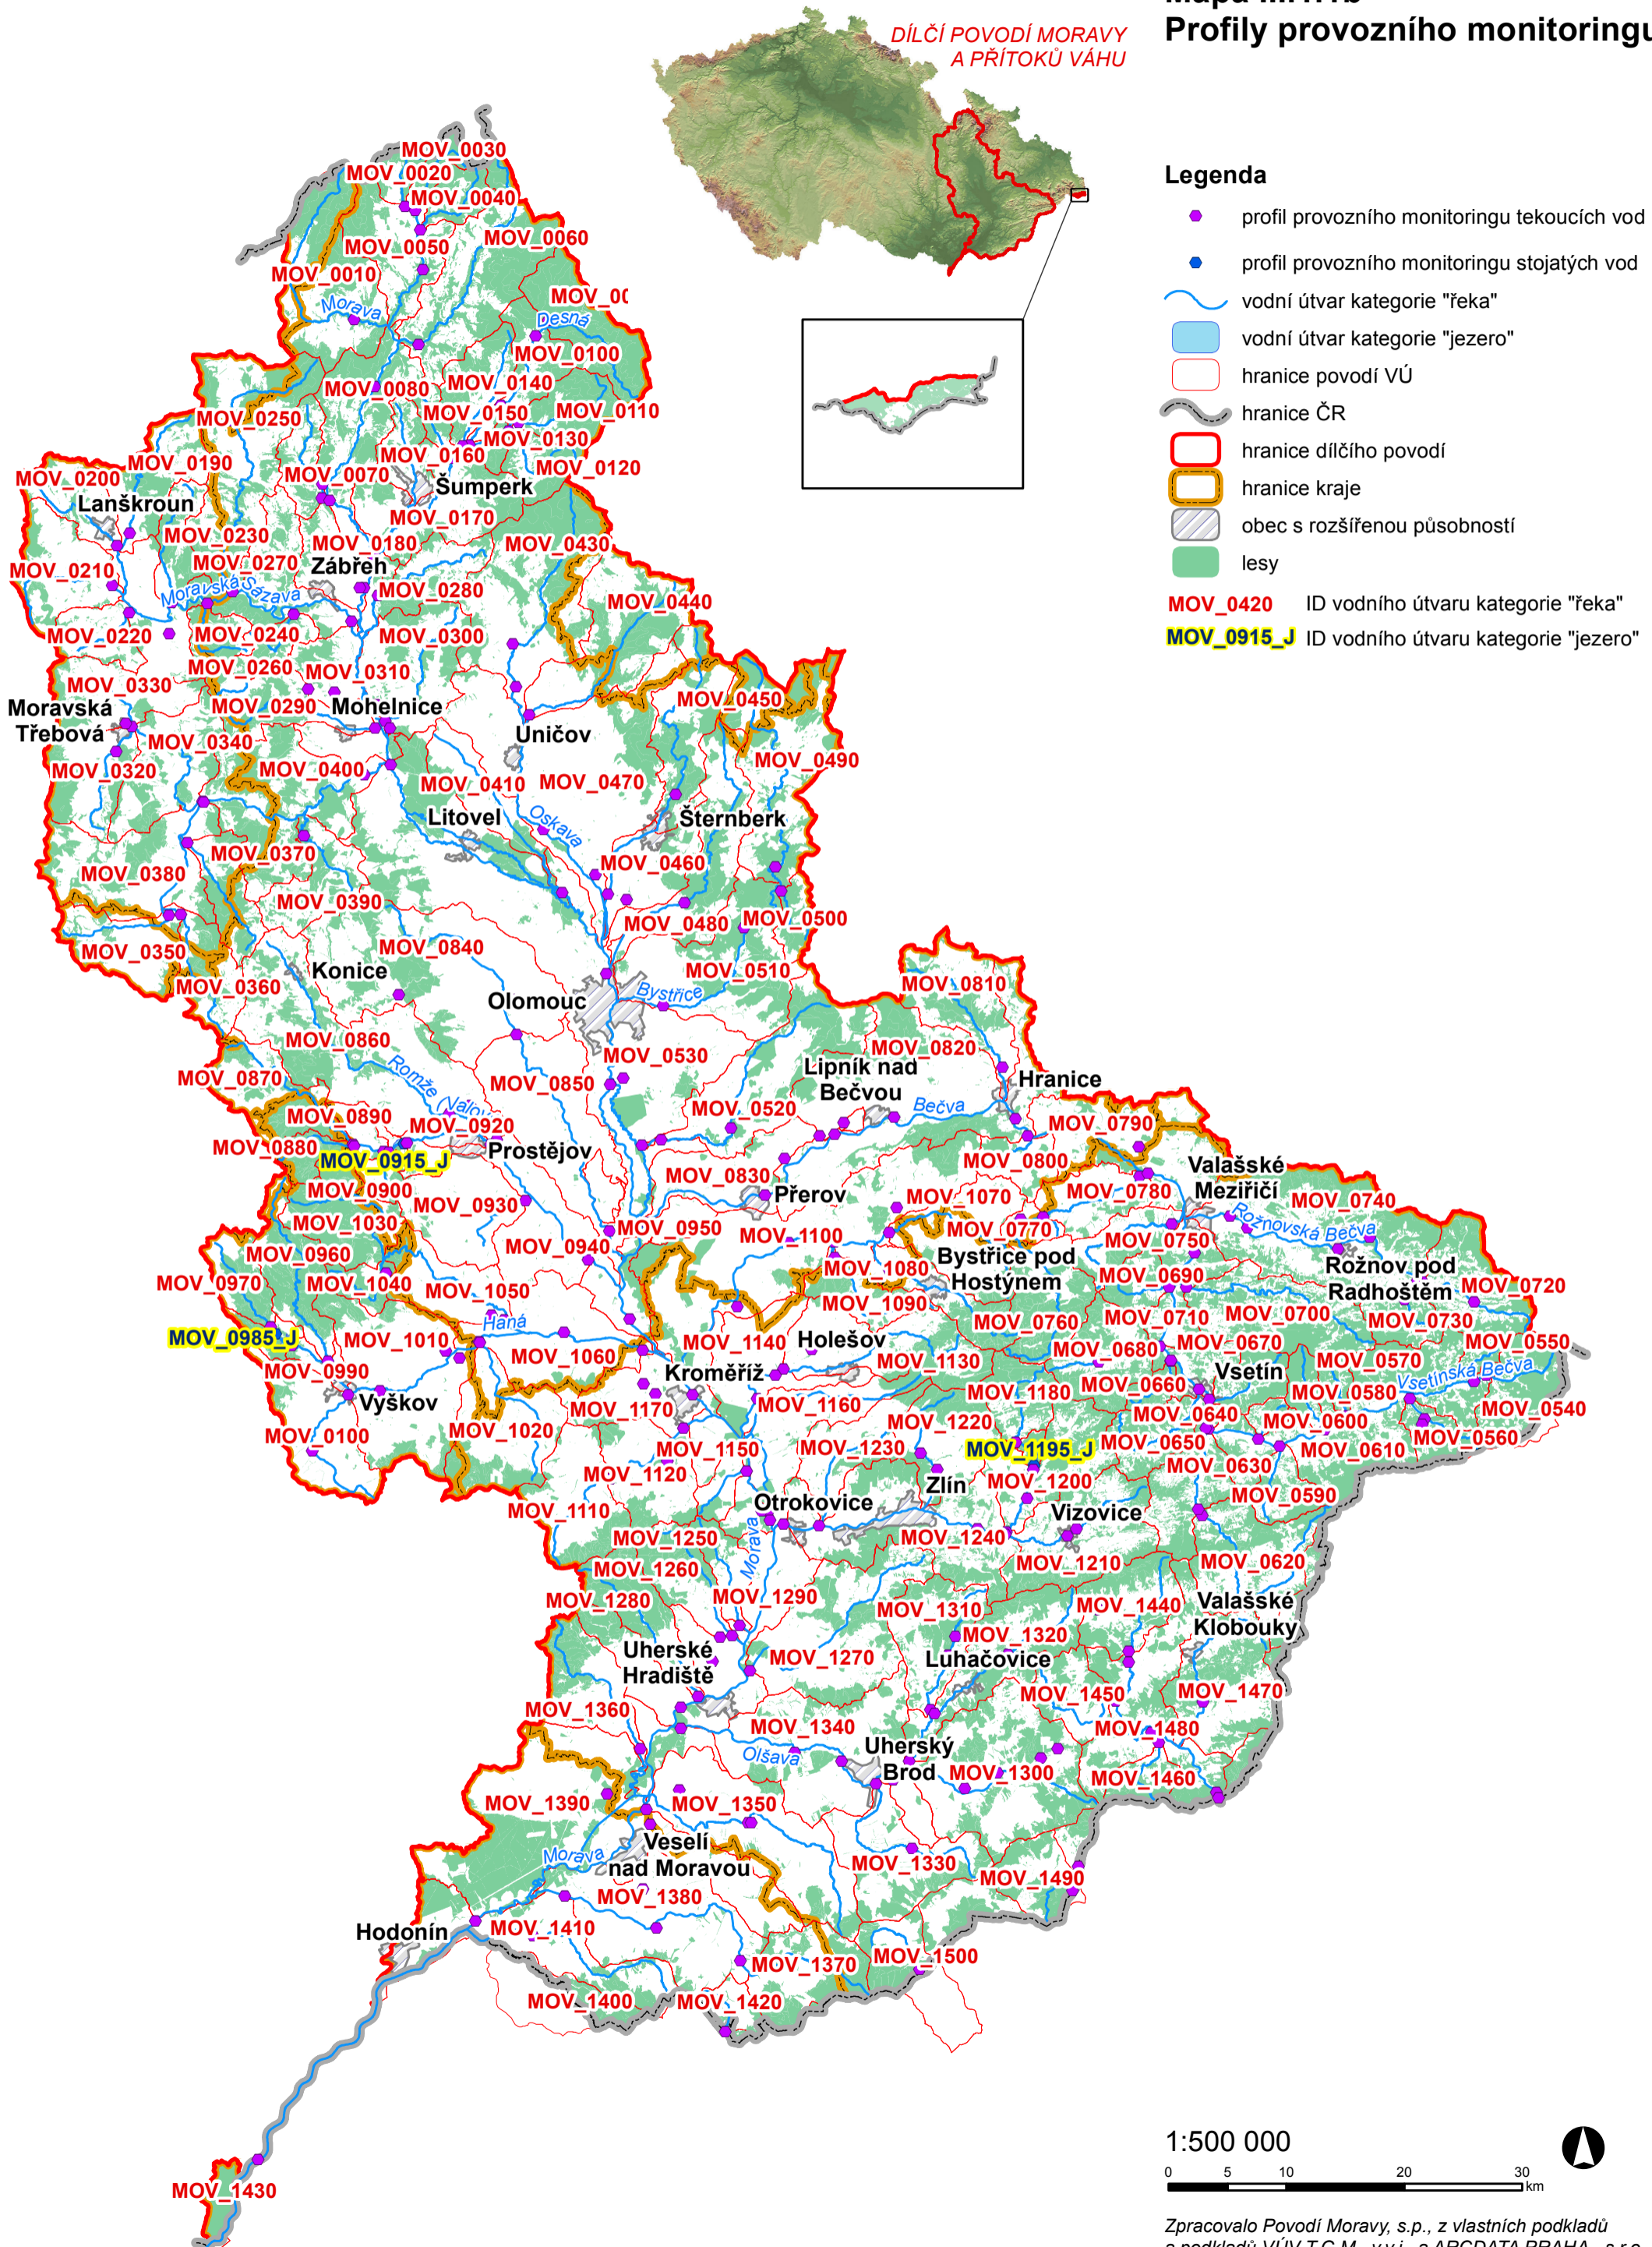 Profily provozního monitoringu
DÍLČÍ POVODÍ MORAVY
A PŘÍTOKŮ VÁHU
Legenda
profil provozního monitoringu tekoucích vod
profil provozního monitoringu stojatých vod
vodní útvar kategorie "řeka"
vodní útvar kategorie "jezero"
hranice povodí VÚ
hranice ČR
hranice dílčího povodí
hranice kraje
obec s rozšířenou působností
lesy
MOV_0420 ID vodního útvaru kategorie "řeka"
MOV_0915_J ID vodního útvaru kategorie "jezero"
MOV_0030
MOV_0020
MOV_0040
MOV_0060
MOV_0050
MOV_0010
Morava
Desná
MOV_0100
MOV_0140
MOV_0080
MOV_0110
MOV_0150
MOV_0250
MOV_0130
MOV_0160
MOV_0190
MOV_0120
MOV_0070
MOV_0200
Šumperk
Lanškroun
MOV_0170
MOV_0230
MOV_0180
MOV_0430
MOV_0270
Zábřeh
MOV_0210
Moravská Sázava
MOV_0280
MOV_0440
MOV_0220
MOV_0240
MOV_0300
MOV_0260
MOV_0310
MOV_0330
MOV_0450
MOV_0290
Mohelnice
Moravská
Třebová
Uničov
MOV_0340
MOV_0490
MOV_0320
MOV_0400
MOV_0410
MOV_0470
Litovel
Oskava
Šternberk
MOV_0370
MOV_0460
MOV_0380
MOV_0390
MOV_0500
MOV_0480
MOV_0350
MOV_0840
MOV_0510
Konice
MOV_0360
MOV_0810
Olomouc
Bystřice
MOV_0860
MOV_0820
MOV_0530
Lipník nad
Bečvou
MOV_0870
Romže
MOV_0850
Hranice
Bečva
MOV_0520
MOV_0890
MOV_0920
MOV_0790
MOV_0880
MOV_0915_J
Prostějov
MOV_0800
Valašské
Meziříčí
MOV_0830
MOV_0900
MOV_0930
Přerov
MOV_1070
MOV_0780
MOV_0740
MOV_1030
MOV_0950
MOV_0770
Rožnovská Bečva
MOV_0960
MOV_0940
MOV_1100
MOV_0750
Bystřice pod
Hostýnem
MOV_1080
Rožnov pod
Radhoštěm
MOV_0970
MOV_1040
MOV_1050
MOV_0690
MOV_0720
MOV_1090
MOV_0760
MOV_0710
MOV_0700
MOV_0730
Haná
MOV_0985_J
MOV_1010
MOV_1140
Holešov
MOV_0680
MOV_0670
MOV_0550
MOV_1060
MOV_1130
MOV_0570
MOV_0990
Kroměříž
Vsetín
Vsetínská Bečva
MOV_0660
MOV_0580
MOV_1180
Vyškov
MOV_1170
MOV_1160
MOV_0540
MOV_0640
MOV_0600
MOV_1220
MOV_0100
MOV_1020
MOV_1150
MOV_1230
MOV_1195_J
MOV_0650
MOV_0610
MOV_0560
MOV_0630
MOV_1120
MOV_1200
Zlín
MOV_0590
Otrokovice
Vizovice
MOV_1110
MOV_1250
MOV_1240
Morava
MOV_1210
MOV_0620
MOV_1260
MOV_1280
MOV_1290
MOV_1310
MOV_1440
Valašské
Klobouky
MOV_1320
Uherské
Hradiště
MOV_1270
Luhačovice
MOV_1450
MOV_1470
MOV_1360
MOV_1340
MOV_1480
Olšava
Uherský
Brod
MOV_1300
MOV_1460
MOV_1390
MOV_1350
Veselí
nad Moravou
Morava
MOV_1330
MOV_1490
MOV_1380
MOV_1410
Hodonín
MOV_1500
MOV_1370
MOV_1400
MOV_1420
MOV_1430
1:500 000
0 5 10 20 30
km
Zpracovalo Povodí Moravy, s.p., z vlastních podkladů